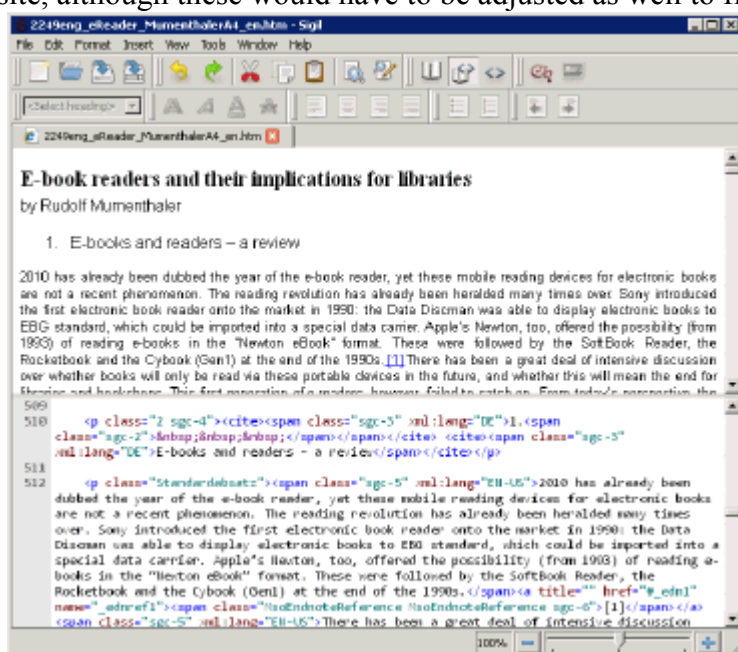 site, although these would have to be adjusted as well to
2249eng_eReader_MumenthalerA4_en.htm - Sigil
File Edit Format Insert View Tools Window Help
<Select heading>
2249eng_eReader_MumenthalerA4_en.htm
E-book readers and their implications for libraries
by Rudolf Mumenthaler
1. E-books and readers – a review
2010 has already been dubbed the year of the e-book reader, yet these mobile reading devices for electronic books
are not a recent phenomenon. The reading revolution has already been heralded many times over. Sony introduced
the first electronic book reader onto the market in 1990: the Data Discman was able to display electronic books to
EBG standard, which could be imported into a special data carrier. Apple's Newton, too, offered the possibility (from
1993) of reading e-books in the "Newton eBook" format. These were followed by the SoftBook Reader, the
Rocketbook and the Cybook (Gen1) at the end of the 1990s.[1] There has been a great deal of intensive discussion
over whether books will only be read via these portable devices in the future, and whether this will mean the end for
libraries and bookshops. This first generation of readers, however, failed to catch on. From today's perspective, the
509
510 <p class="2 sgc-4"><cite><span class="sgc-3" xml:lang="DE">1.<span
class="sgc-2">&nbsp;&nbsp;&nbsp;</span></span></cite> <cite><span class="sgc-3"
xml:lang="DE">E-books and readers – a review</span></cite></p>
511
512 <p class="Standardabsatz"><span class="sgc-5" xml:lang="EN-US">2010 has already been
dubbed the year of the e-book reader, yet these mobile reading devices for electronic books
are not a recent phenomenon. The reading revolution has already been heralded many times
over. Sony introduced the first electronic book reader onto the market in 1990: the Data
Discman was able to display electronic books to EBG standard, which could be imported into a
special data carrier. Apple's Newton, too, offered the possibility (from 1993) of reading e-
books in the "Newton eBook" format. These were followed by the SoftBook Reader, the
Rocketbook and the Cybook (Gen1) at the end of the 1990s.</span><a title="" href="#_edn1"
name="_ednref1"><span class="MsoEndnoteReference MsoEndnoteReference sgc-6">[1]</span></a>
<span class="sgc-5" xml:lang="EN-US">There has been a great deal of intensive discussion
100%